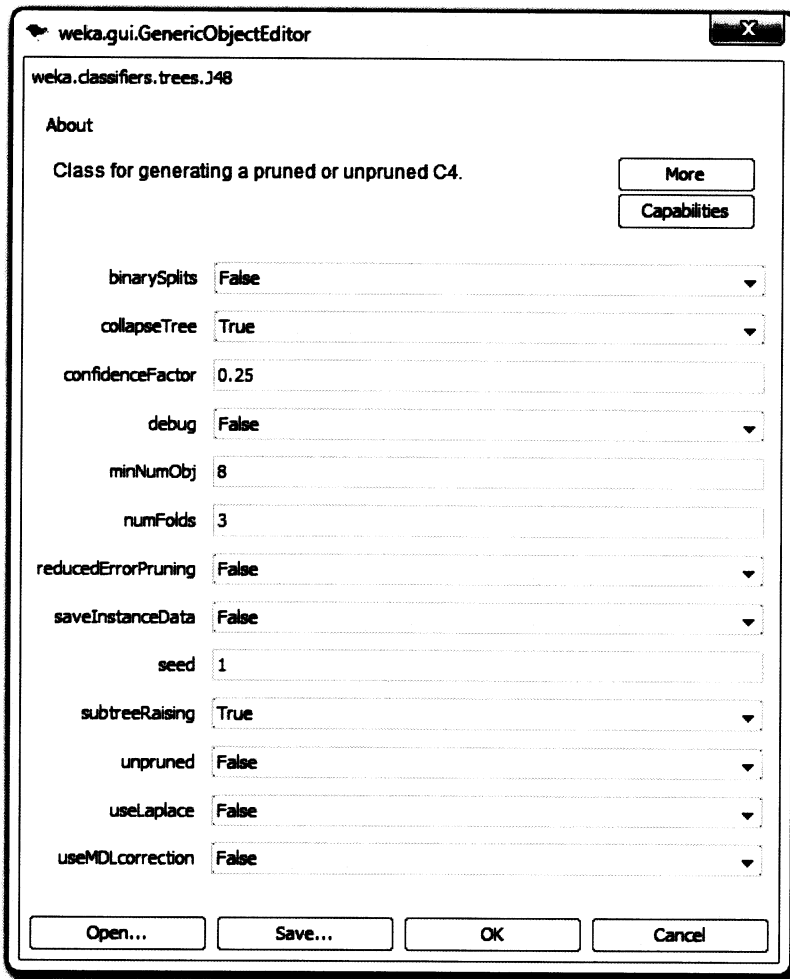 weka.gui.GenericObjectEditor
X
weka.classifiers.trees.J48
About
Class for generating a pruned or unpruned C4.
More
Capabilities
binarySplits False
collapseTree True
confidenceFactor 0.25
debug False
minNumObj 8
numFolds 3
reducedErrorPruning False
saveInstanceData False
seed 1
subtreeRaising True
unpruned False
useLaplace False
useMDLcorrection False
Open... Save... OK Cancel